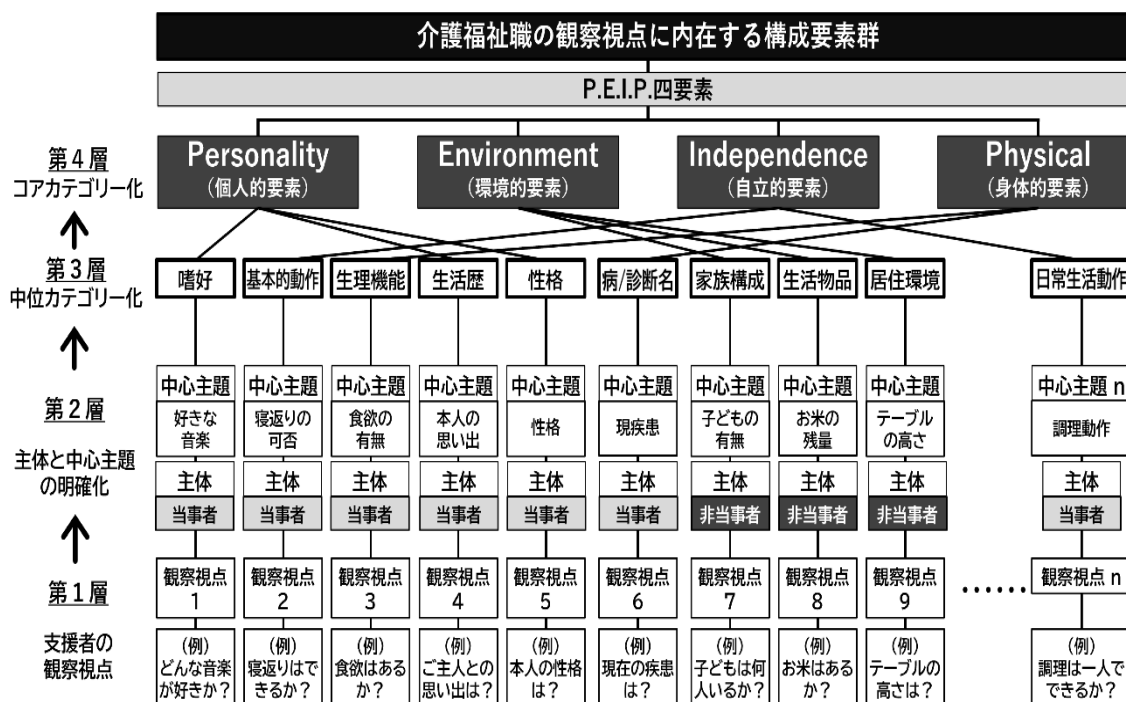 介護福祉職の観察視点に内在する構成要素群
P.E.I.P.四要素
第4層
コアカテゴリー化
Personality
(個人的要素)
Environment
(環境的要素)
Independence
(自立的要素)
Physical
(身体的要素)
第3層
中位カテゴリー化
嗜好
基本的動作
生理機能
生活歴
性格
病/診断名
家族構成
生活物品
居住環境
日常生活動作
第2層
主体と中心主題
の明確化
中心主題
好きな
音楽
主体
当事者
中心主題
寝返りの
可否
主体
当事者
中心主題
食欲の
有無
主体
当事者
中心主題
本人の
思い出
主体
当事者
中心主題
性格
主体
当事者
中心主題
現疾患
主体
当事者
中心主題
子どもの
有無
主体
非当事者
中心主題
お米の
残量
主体
非当事者
中心主題
テーブル
の高さ
主体
非当事者
中心主題 n
調理動作
主体
当事者
第1層
支援者の
観察視点
観察視点
1
(例)
どんな音楽
が好きか?
観察視点
2
(例)
寝返りはで
きるか?
観察視点
3
(例)
食欲はある
か?
観察視点
4
(例)
ご主人との
思い出は?
観察視点
5
(例)
本人の性格
は?
観察視点
6
(例)
現在の疾患
は?
観察視点
7
(例)
子どもは何
人いるか?
観察視点
8
(例)
お米はある
か?
観察視点
9
(例)
テーブルの
高さは?
……
観察視点 n
(例)
調理は一人で
できるか?